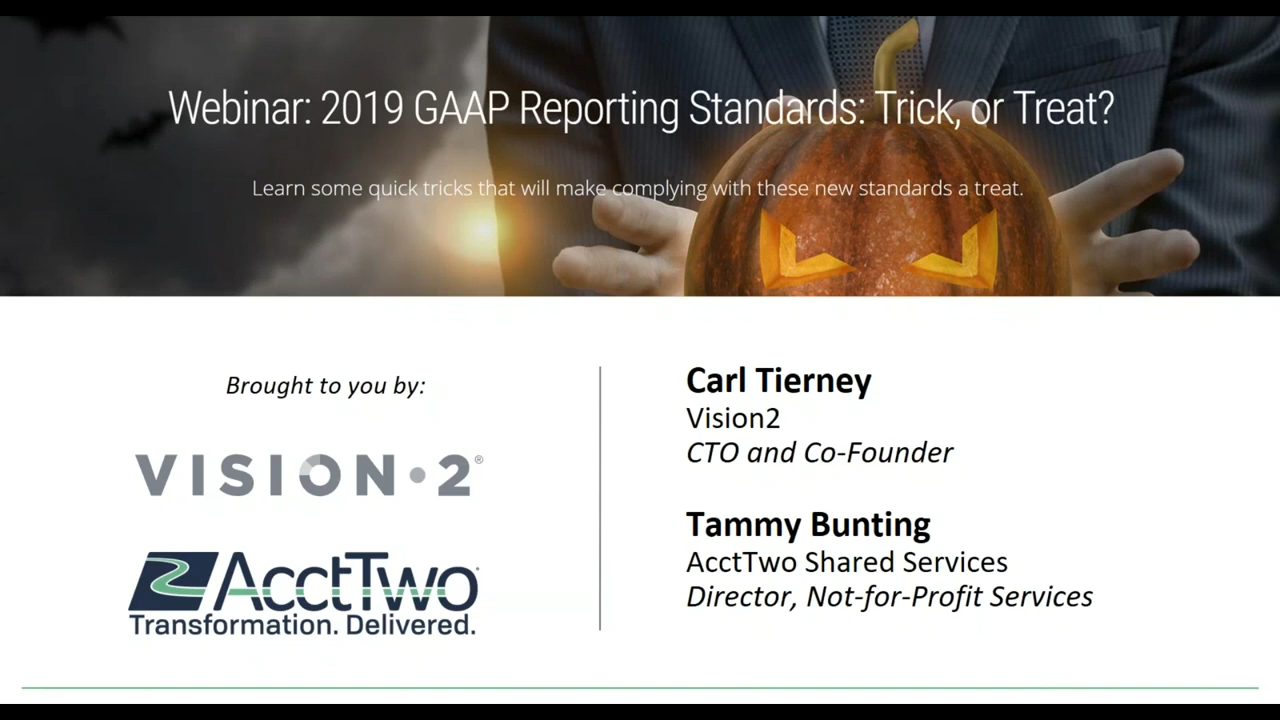 Webinar: 2019 GAAP Reporting Standards: Trick, or Treat?
Learn some quick tricks that will make complying with these new standards a treat.
Brought to you by:
VISION·2®
AcctTwo
Transformation. Delivered.
Carl Tierney
Vision2
CTO and Co-Founder
Tammy Bunting
AcctTwo Shared Services
Director, Not-for-Profit Services